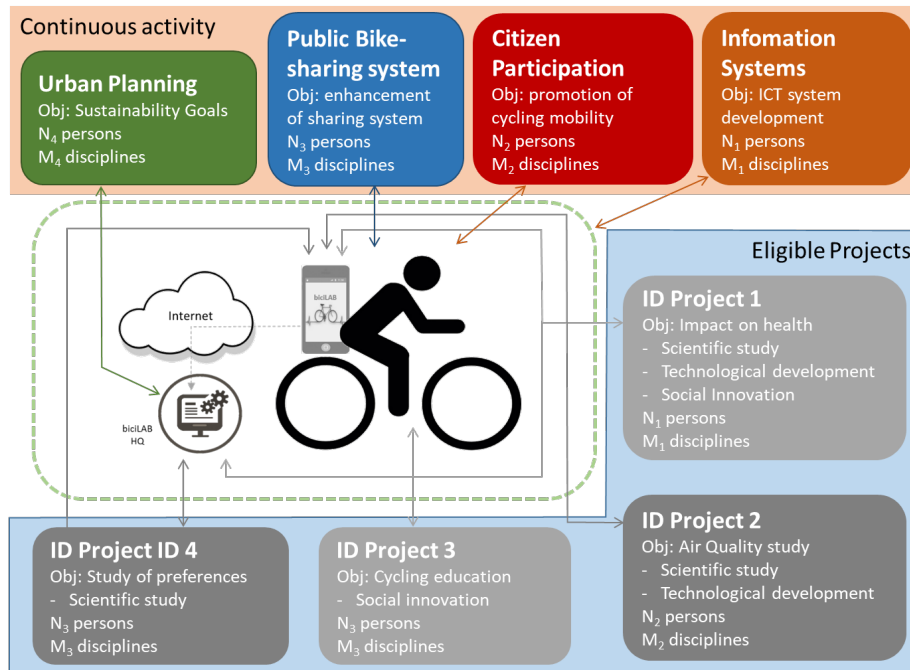 Continuous activity
Urban Planning
Obj: Sustainability Goals
N₄ persons
M₄ disciplines
Public Bike-
sharing system
Obj: enhancement
of sharing system
N₃ persons
M₃ disciplines
Citizen
Participation
Obj: promotion of
cycling mobility
N₂ persons
M₂ disciplines
Infomation
Systems
Obj: ICT system
development
N₁ persons
M₁ disciplines
Internet
biciLAB
biciLAB
HQ
Eligible Projects
ID Project 1
Obj: Impact on health
- Scientific study
- Technological development
- Social Innovation
N₁ persons
M₁ disciplines
ID Project 2
Obj: Air Quality study
- Scientific study
- Technological development
N₂ persons
M₂ disciplines
ID Project 3
Obj: Cycling education
- Social innovation
N₃ persons
M₃ disciplines
ID Project ID 4
Obj: Study of preferences
- Scientific study
N₃ persons
M₃ disciplines